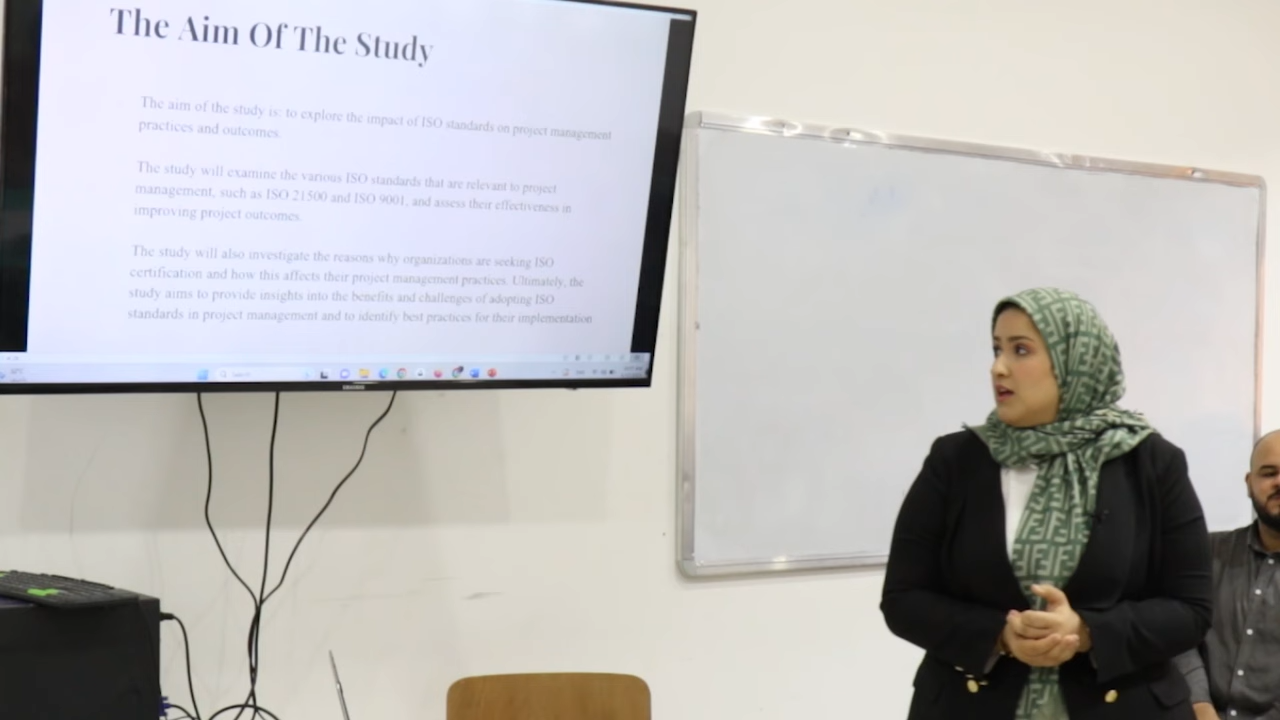 The Aim Of The Study
The aim of the study is: to explore the impact of ISO standards on project management
practices and outcomes.
The study will examine the various ISO standards that are relevant to project
management, such as ISO 21500 and ISO 9001, and assess their effectiveness in
improving project outcomes.
The study will also investigate the reasons why organizations are seeking ISO
certification and how this affects their project management practices. Ultimately, the
study aims to provide insights into the benefits and challenges of adopting ISO
standards in project management and to identify best practices for their implementation
Search